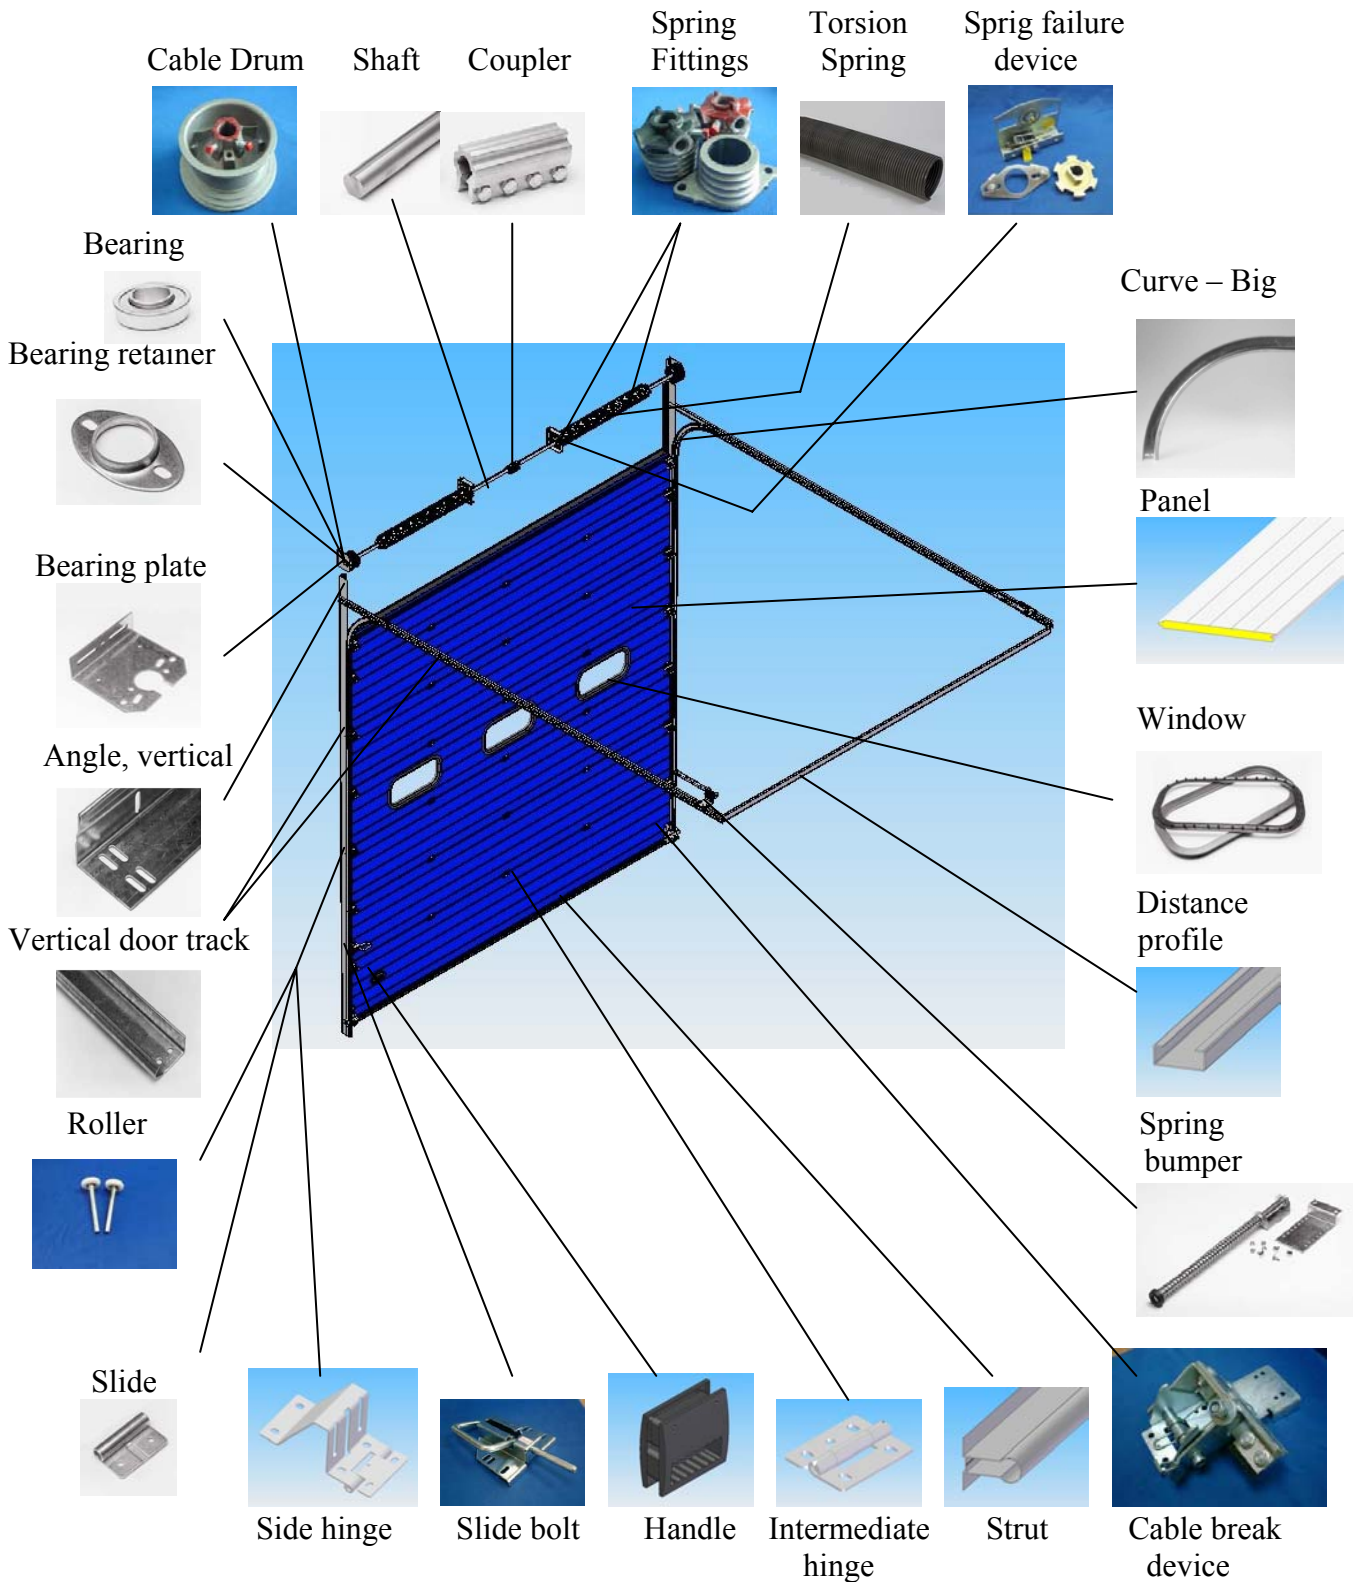 Cable Drum
Shaft
Coupler
Spring
Fittings
Torsion
Spring
Sprig failure
device
Bearing
Bearing retainer
Bearing plate
Angle, vertical
Vertical door track
Roller
Slide
Curve – Big
Panel
Window
Distance
profile
Spring
bumper
Side hinge
Slide bolt
Handle
Intermediate
hinge
Strut
Cable break
device